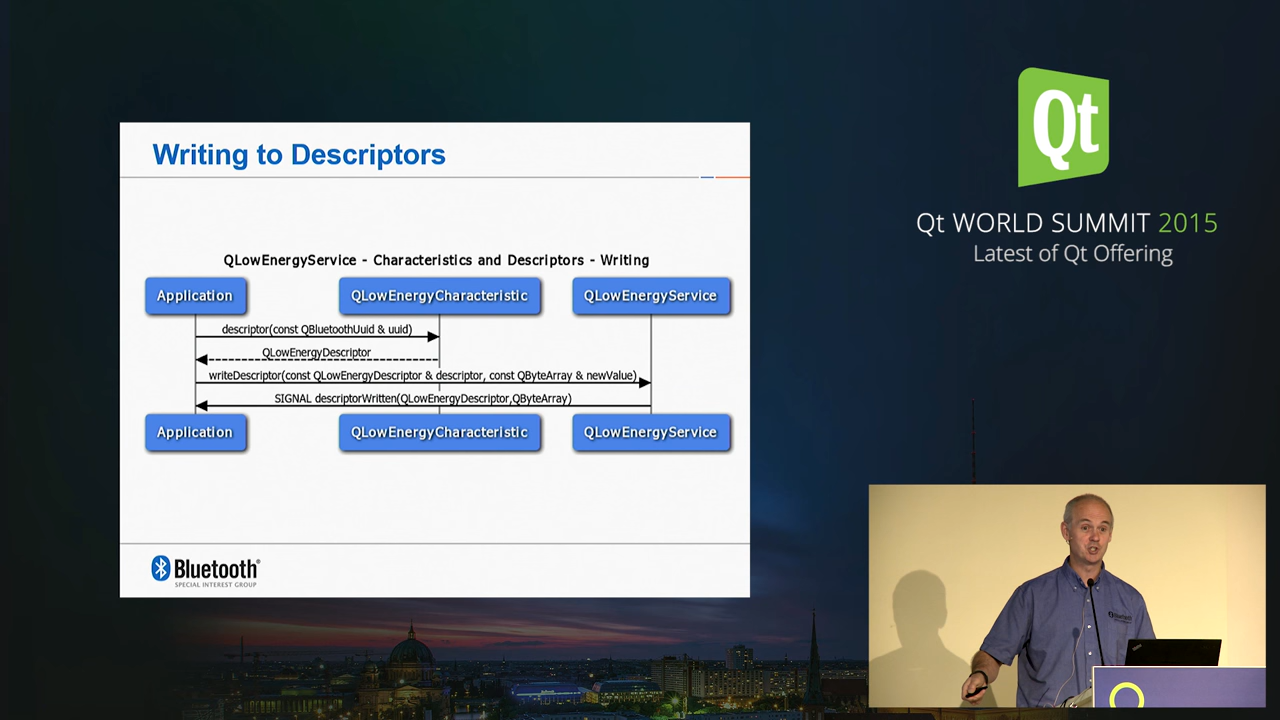 Writing to Descriptors
QLowEnergyService - Characteristics and Descriptors - Writing
Application
QLowEnergyCharacteristic
QLowEnergyService
descriptor(const QBluetoothUuid & uuid)
QLowEnergyDescriptor
writeDescriptor(const QLowEnergyDescriptor & descriptor, const QByteArray & newValue)
SIGNAL descriptorWritten(QLowEnergyDescriptor,QByteArray)
Application
QLowEnergyCharacteristic
QLowEnergyService
Bluetooth®
SPECIAL INTEREST GROUP
Qt
Qt WORLD SUMMIT 2015
Latest of Qt Offering
Bluetooth